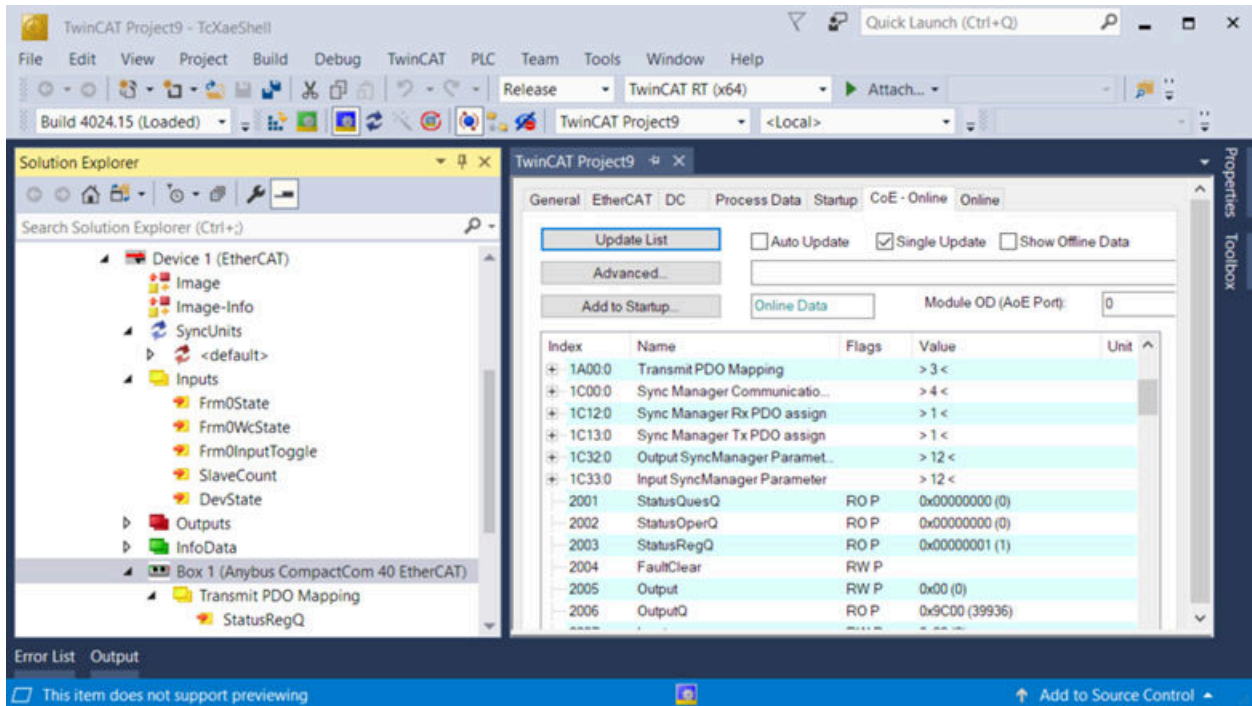 TwinCAT Project9 - TcXaeShell
Quick Launch (Ctrl+Q)
File Edit View Project Build Debug TwinCAT PLC Team Tools Window Help
Release TwinCAT RT (x64) Attach...
Build 4024.15 (Loaded) TwinCAT Project9 <Local>
Solution Explorer
Search Solution Explorer (Ctrl+;)
Device 1 (EtherCAT)
Image
Image-Info
SyncUnits
<default>
Inputs
Frm0State
Frm0WcState
Frm0InputToggle
SlaveCount
DevState
Outputs
InfoData
Box 1 (Anybus CompactCom 40 EtherCAT)
Transmit PDO Mapping
StatusRegQ
TwinCAT Project9
General EtherCAT DC Process Data Startup CoE - Online Online
Update List Auto Update Single Update Show Offline Data
Advanced...
Add to Startup... Online Data Module OD (AoE Port): 0
Index Name Flags Value Unit
1A00:0 Transmit PDO Mapping > 3 <
1C00:0 Sync Manager Communicatio... > 4 <
1C12:0 Sync Manager Rx PDO assign > 1 <
1C13:0 Sync Manager Tx PDO assign > 1 <
1C32:0 Output SyncManager Paramet... > 12 <
1C33:0 Input SyncManager Parameter > 12 <
2001 StatusQuesQ RO P 0x00000000 (0)
2002 StatusOperQ RO P 0x00000000 (0)
2003 StatusRegQ RO P 0x00000001 (1)
2004 FaultClear RW P
2005 Output RW P 0x00 (0)
2006 OutputQ RO P 0x9C00 (39936)
Properties
Toolbox
Error List Output
This item does not support previewing
Add to Source Control